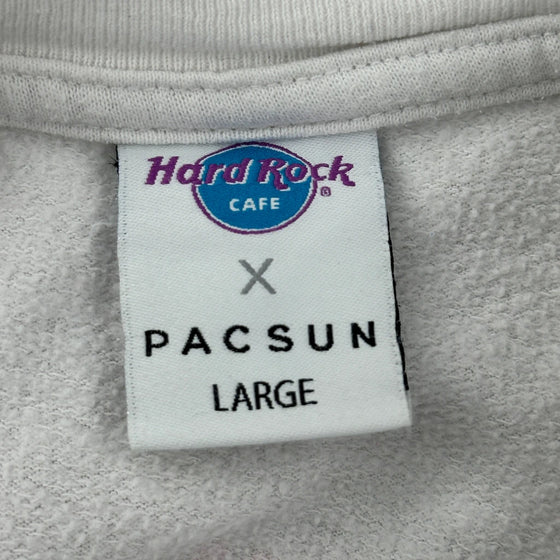 Hard Rock
CAFE
®
X
PACSUN
LARGE